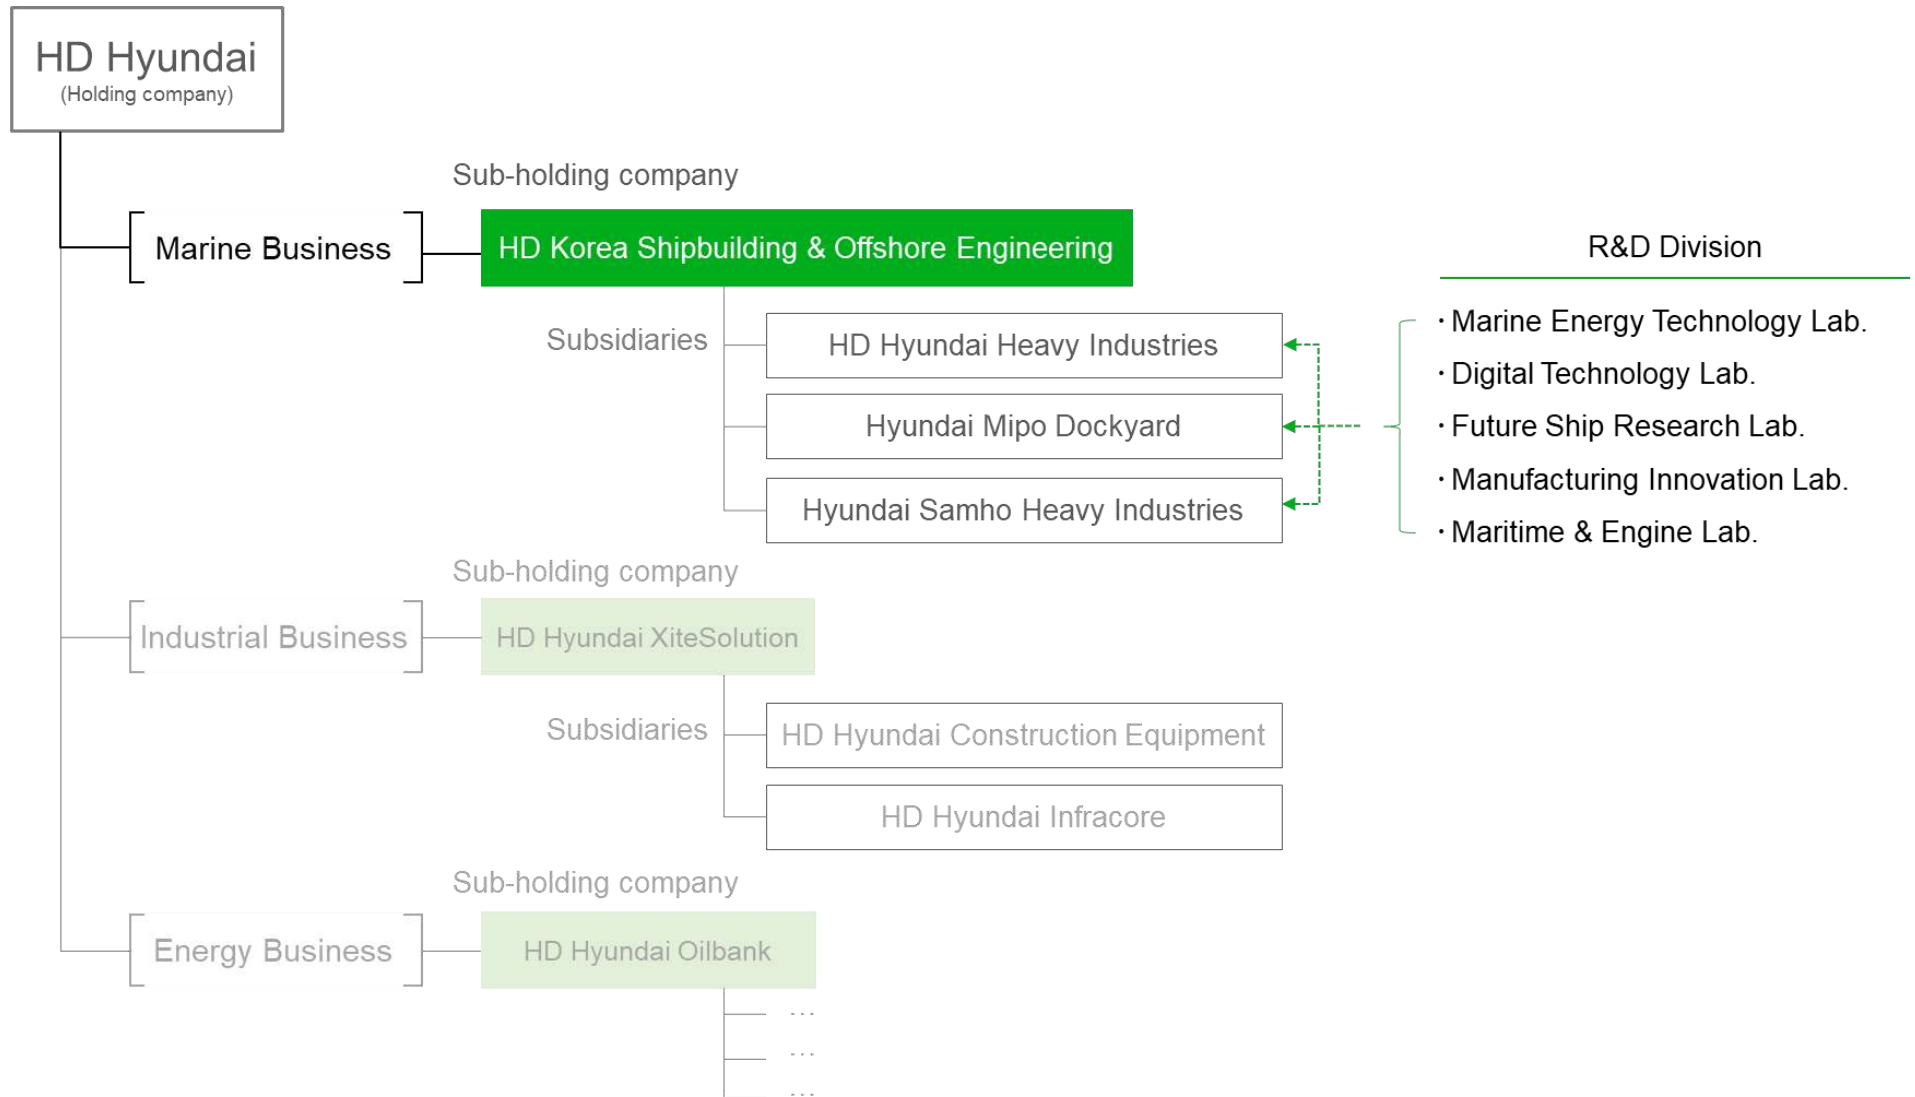 HD Hyundai
(Holding company)
Sub-holding company
Marine Business
HD Korea Shipbuilding & Offshore Engineering
Subsidiaries
HD Hyundai Heavy Industries
Hyundai Mipo Dockyard
Hyundai Samho Heavy Industries
R&D Division
· Marine Energy Technology Lab.
· Digital Technology Lab.
· Future Ship Research Lab.
· Manufacturing Innovation Lab.
· Maritime & Engine Lab.
Sub-holding company
Industrial Business
HD Hyundai XiteSolution
Subsidiaries
HD Hyundai Construction Equipment
HD Hyundai Infracore
Sub-holding company
Energy Business
HD Hyundai Oilbank
...
...
...